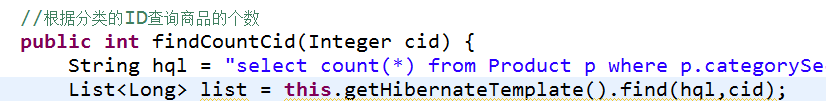 //根据分类的ID查询商品的个数
public int findCountCid(Integer cid) {
String hql = "select count(*) from Product p where p.categorySe
List<Long> list = this.getHibernateTemplate().find(hql,cid);